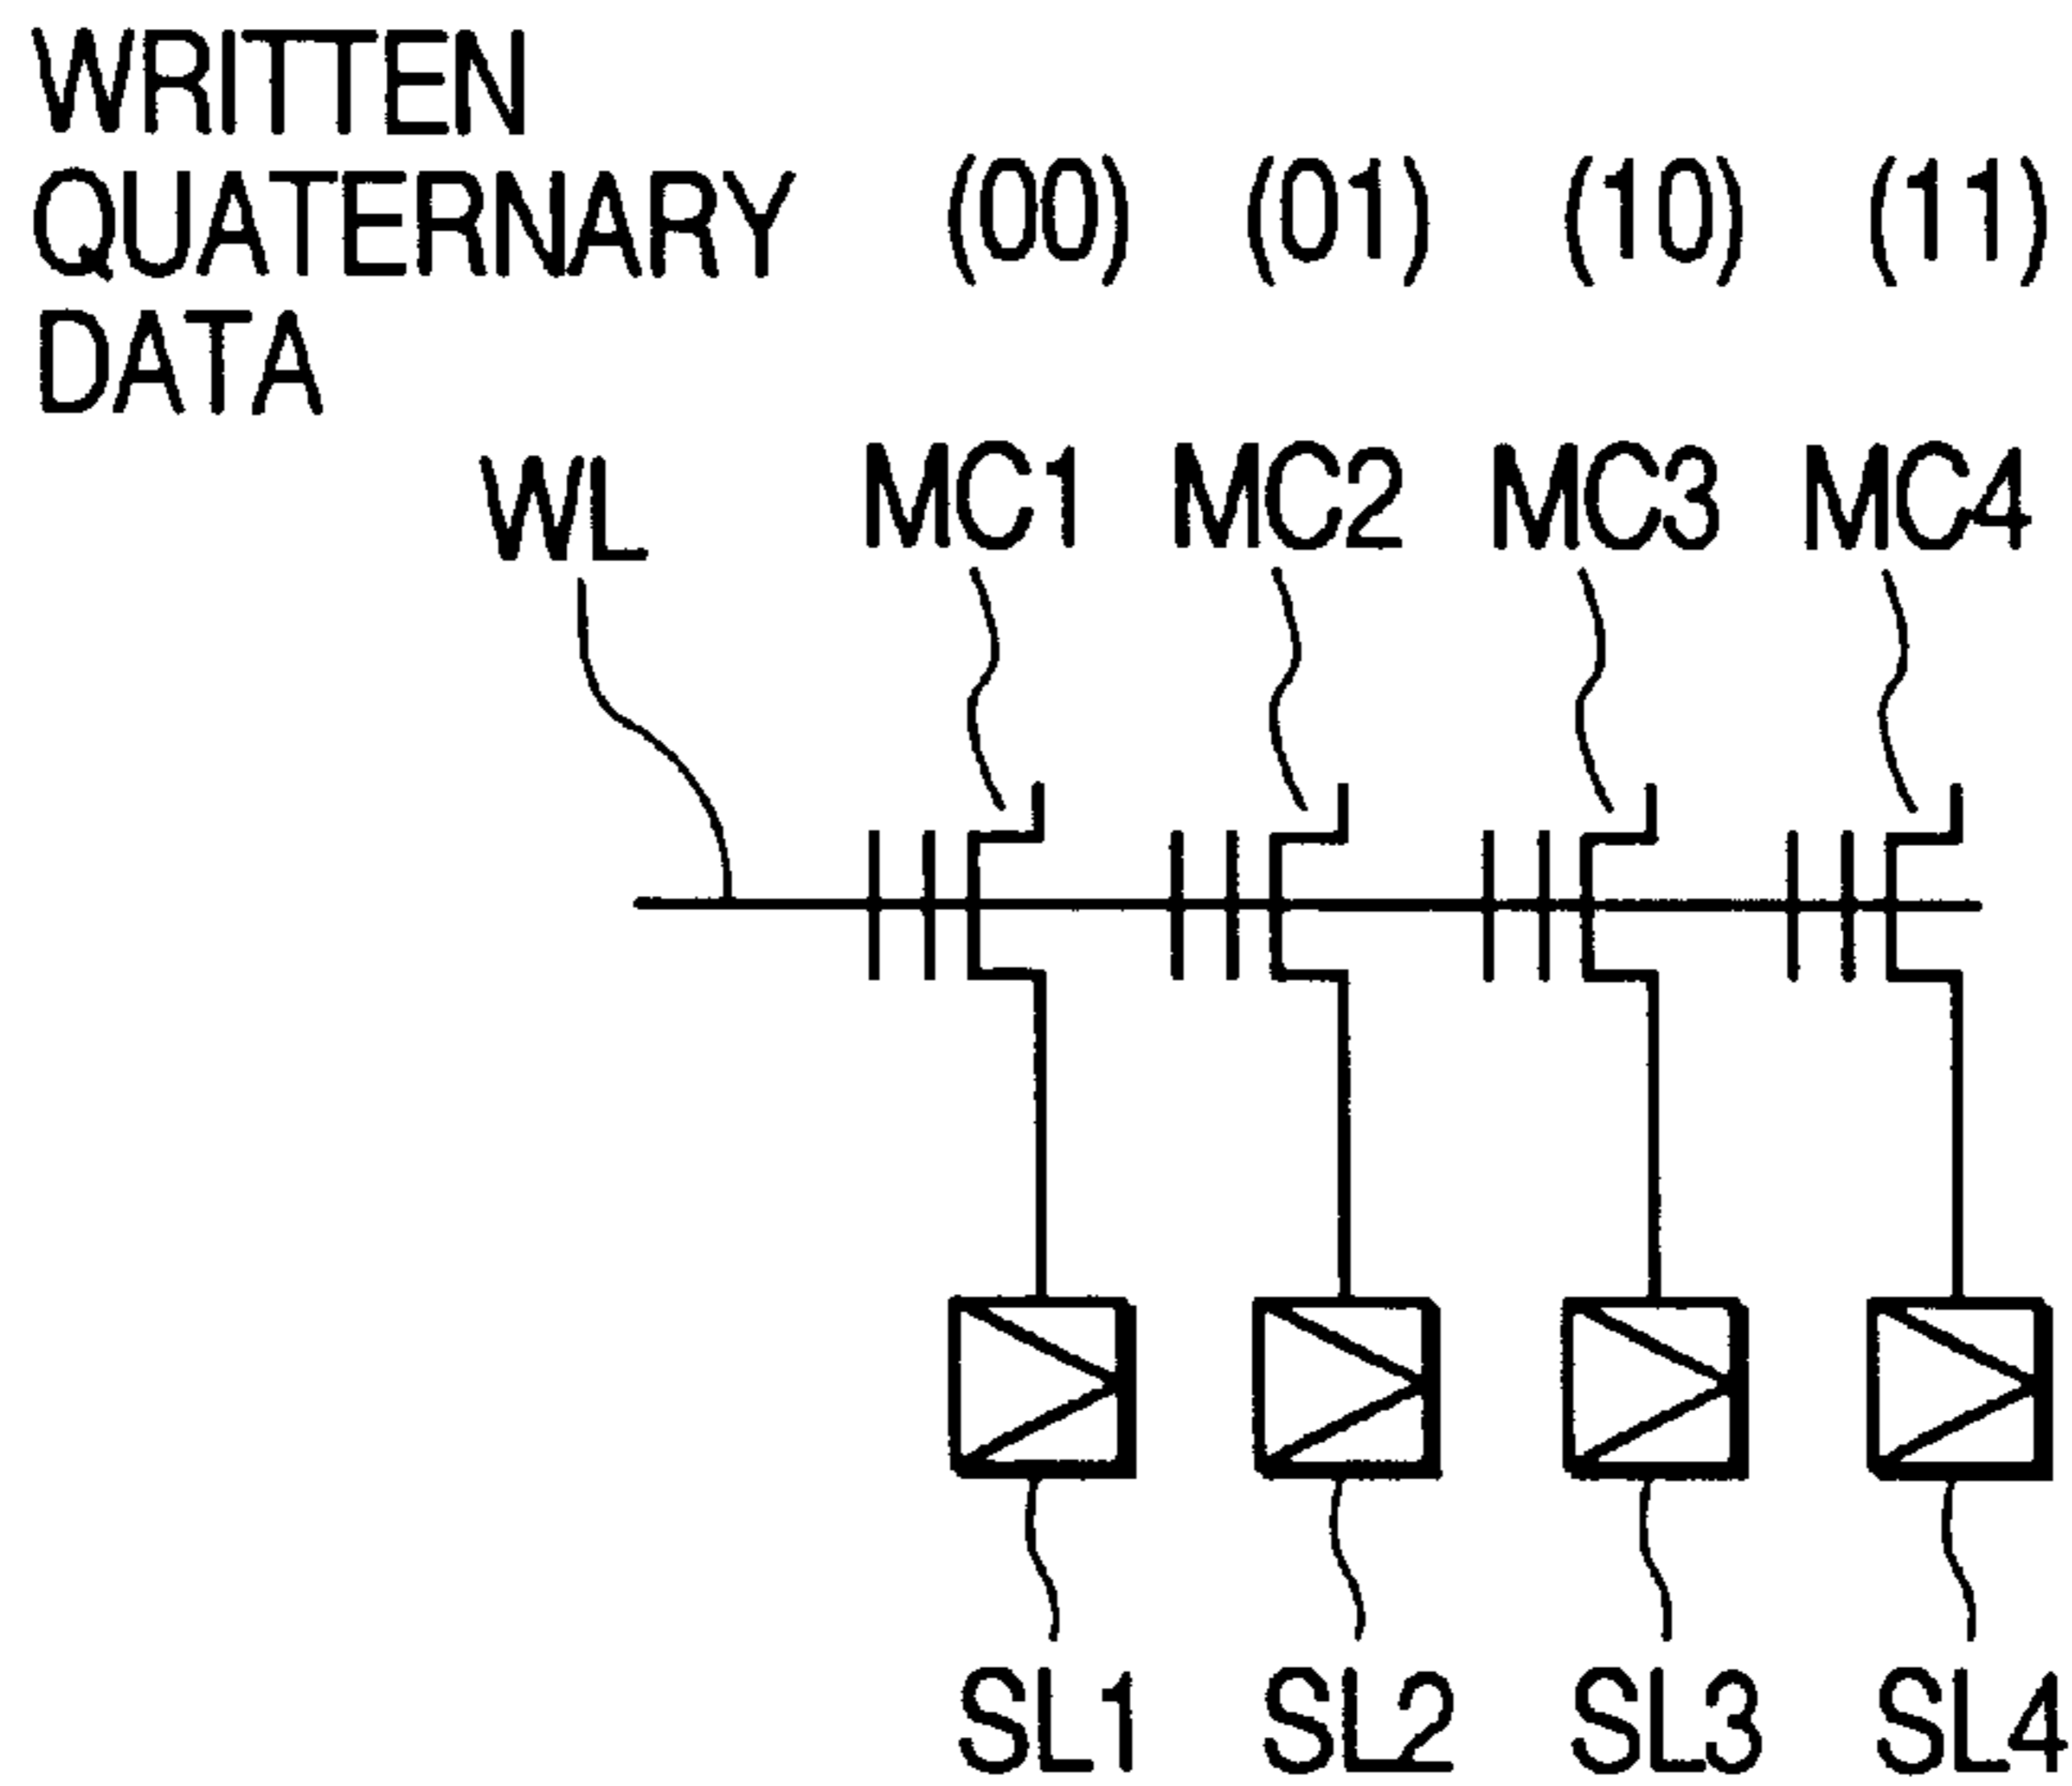 WRITTEN
QUATERNARY (00) (01) (10) (11)
DATA
WL MC1 MC2 MC3 MC4
SL1 SL2 SL3 SL4